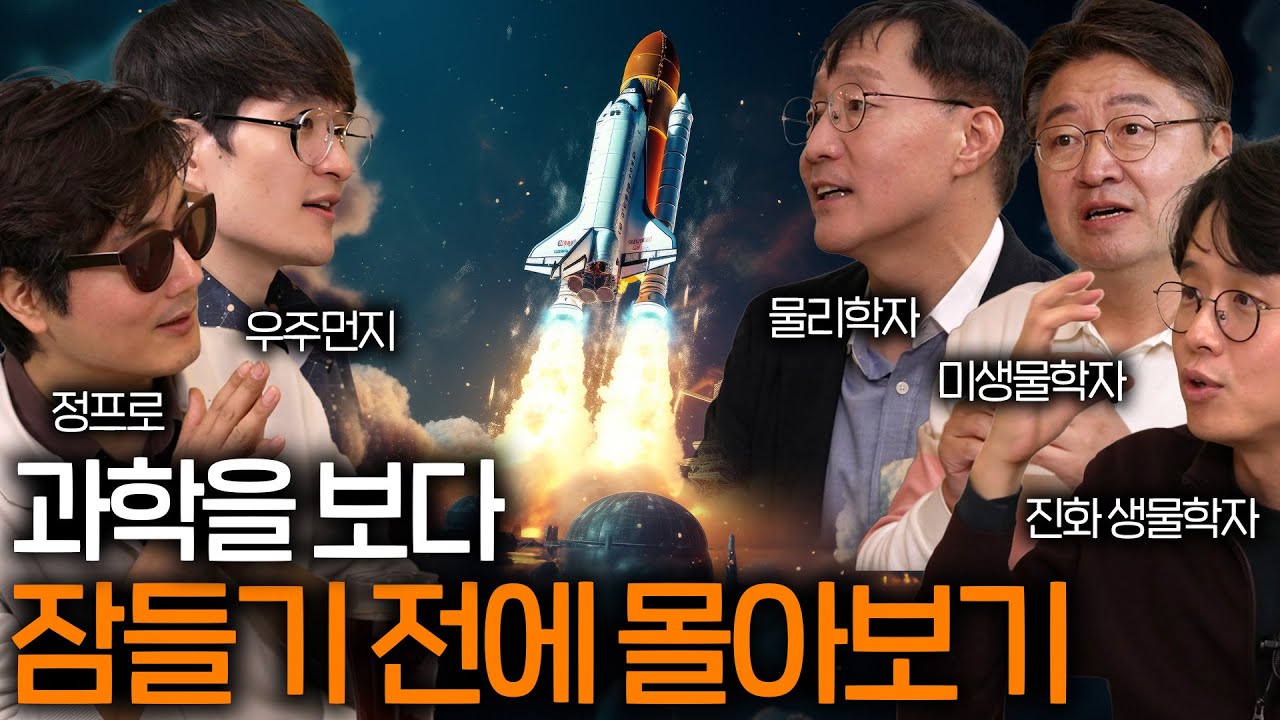 우주먼지
정프로
물리학자
미생물학자
진화 생물학자
과학을 보다
잠들기 전에 몰아보기